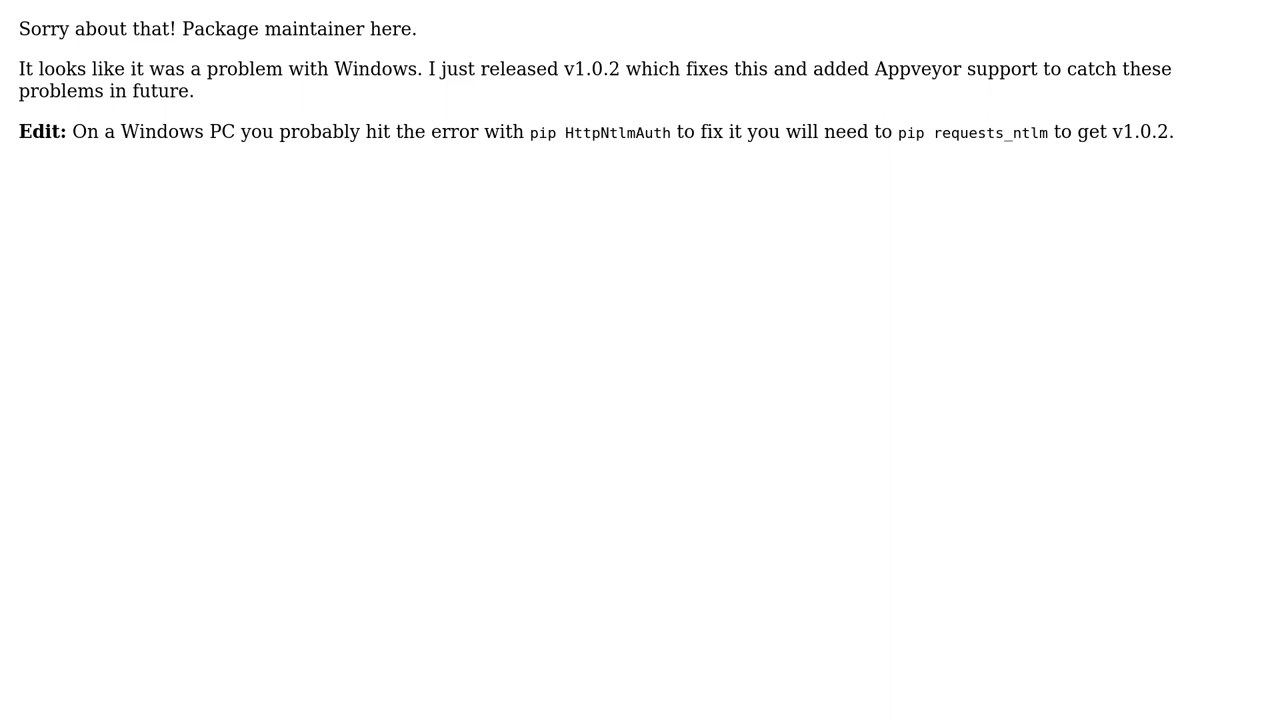 Sorry about that! Package maintainer here.
It looks like it was a problem with Windows. I just released v1.0.2 which fixes this and added Appveyor support to catch these
problems in future.
Edit: On a Windows PC you probably hit the error with pip HttpNtlmAuth to fix it you will need to pip requests_ntlm to get v1.0.2.